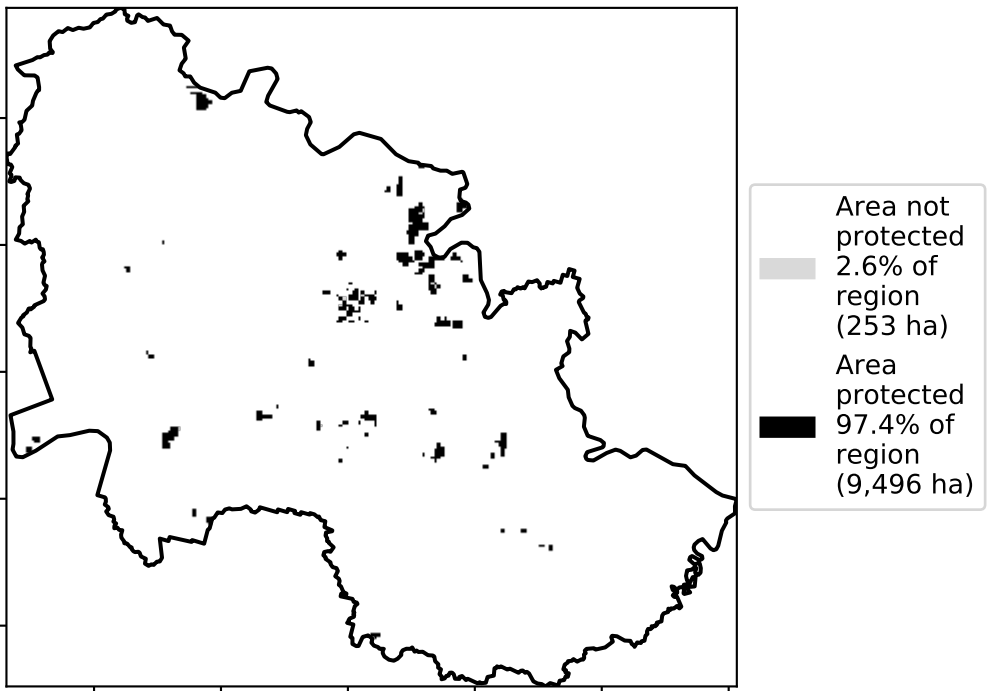 Area not
protected
2.6% of
region
(253 ha)
Area
protected
97.4% of
region
(9,496 ha)